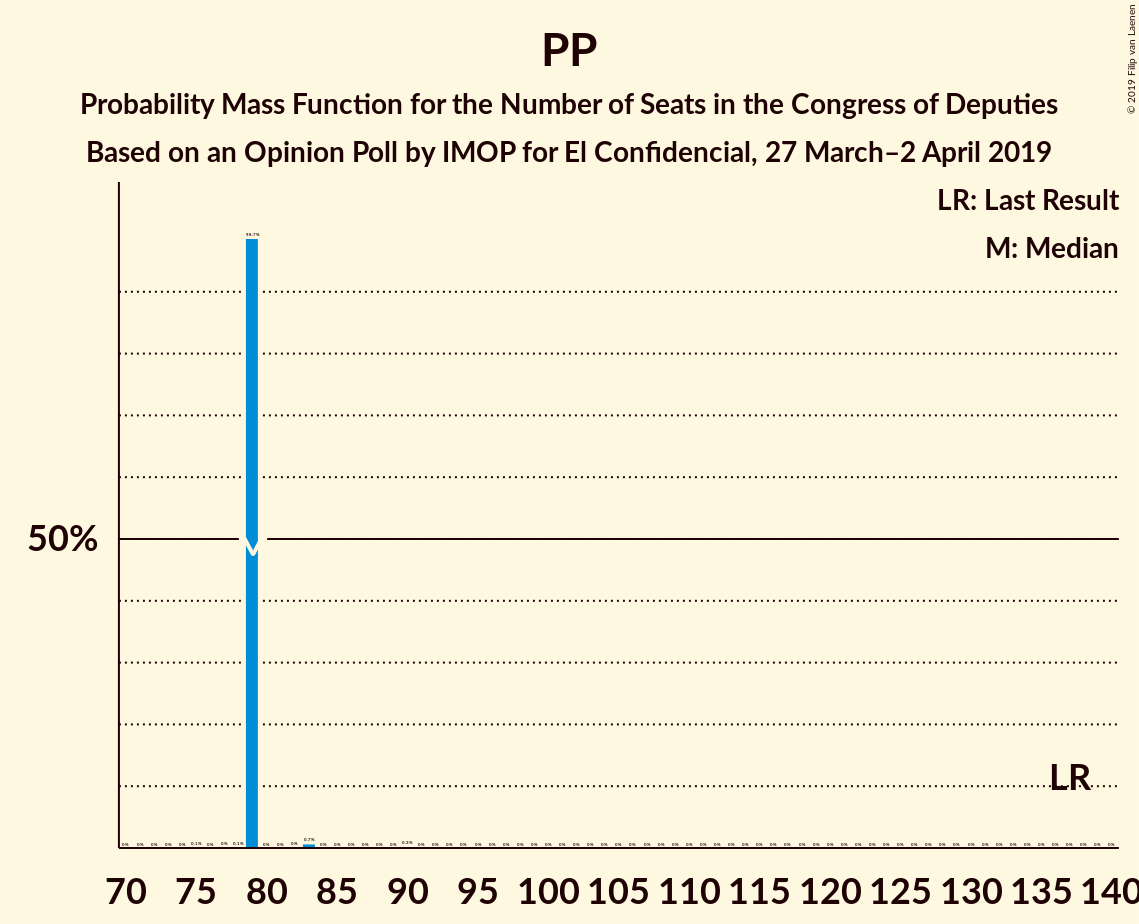 PP
Probability Mass Function for the Number of Seats in the Congress of Deputies
Based on an Opinion Poll by IMOP for El Confidencial, 27 March–2 April 2019
© 2019 Filip van Laenen
LR: Last Result
M: Median
50%
LR
70 75 80 85 90 95 100 105 110 115 120 125 130 135 140